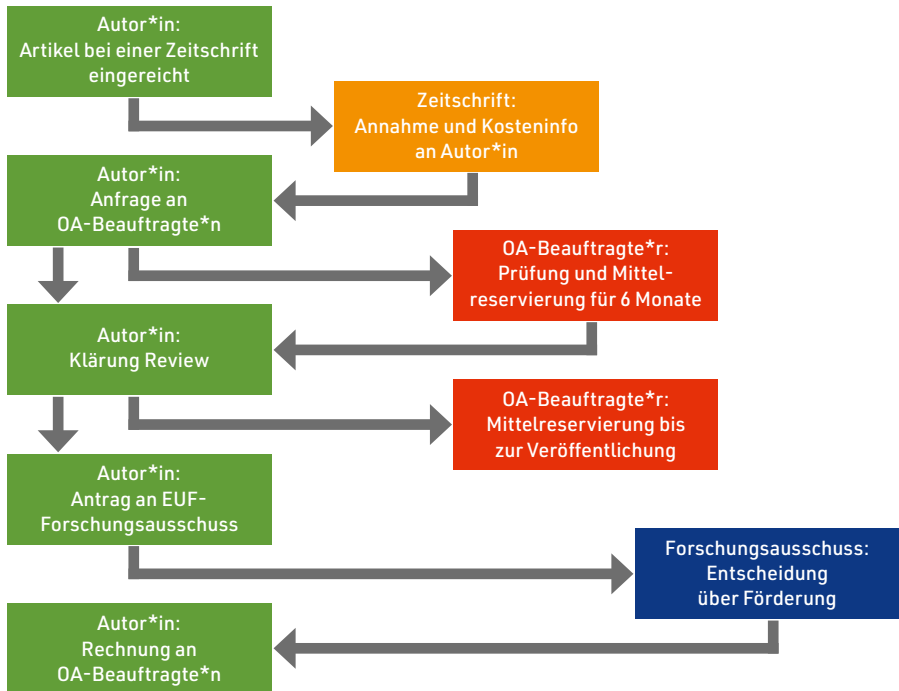 Autor*in:
Artikel bei einer Zeitschrift
eingereicht
Zeitschrift:
Annahme und Kosteninfo
an Autor*in
Autor*in:
Anfrage an
OA-Beauftragte*n
OA-Beauftragte*r:
Prüfung und Mittel-
reservierung für 6 Monate
Autor*in:
Klärung Review
OA-Beauftragte*r:
Mittelreservierung bis
zur Veröffentlichung
Autor*in:
Antrag an EUF-
Forschungsausschuss
Forschungsausschuss:
Entscheidung
über Förderung
Autor*in:
Rechnung an
OA-Beauftragte*n